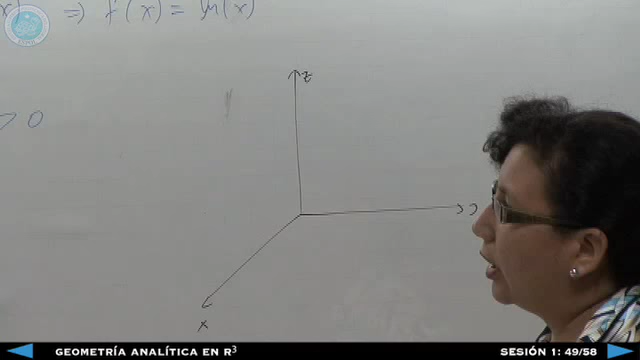 x) ⇒ f(x) = ln(x)
> 0
z
x
GEOMETRÍA ANALÍTICA EN R³
SESIÓN 1: 49/58